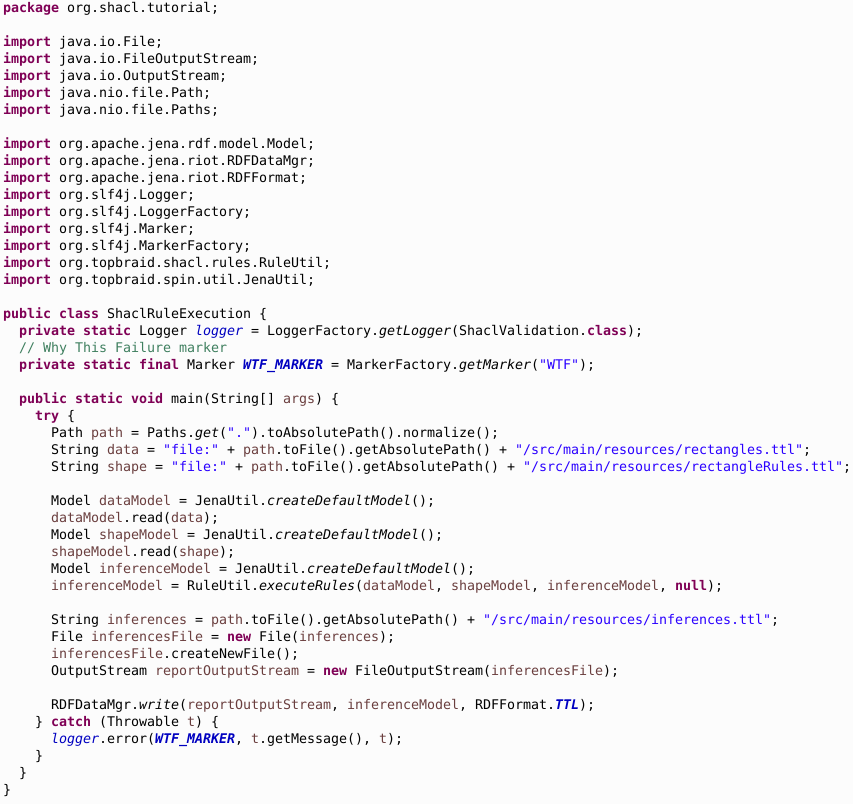 package org.shacl.tutorial;
import java.io.File;
import java.io.FileOutputStream;
import java.io.OutputStream;
import java.nio.file.Path;
import java.nio.file.Paths;
import org.apache.jena.rdf.model.Model;
import org.apache.jena.riot.RDFDataMgr;
import org.apache.jena.riot.RDFFormat;
import org.slf4j.Logger;
import org.slf4j.LoggerFactory;
import org.slf4j.Marker;
import org.slf4j.MarkerFactory;
import org.topbraid.shacl.rules.RuleUtil;
import org.topbraid.spin.util.JenaUtil;
public class ShaclRuleExecution {
  private static Logger logger = LoggerFactory.getLogger(ShaclValidation.class);
  // Why This Failure marker
  private static final Marker WTF_MARKER = MarkerFactory.getMarker("WTF");
  public static void main(String[] args) {
    try {
      Path path = Paths.get(".").toAbsolutePath().normalize();
      String data = "file:" + path.toFile().getAbsolutePath() + "/src/main/resources/rectangles.ttl";
      String shape = "file:" + path.toFile().getAbsolutePath() + "/src/main/resources/rectangleRules.ttl";
      Model dataModel = JenaUtil.createDefaultModel();
      dataModel.read(data);
      Model shapeModel = JenaUtil.createDefaultModel();
      shapeModel.read(shape);
      Model inferenceModel = JenaUtil.createDefaultModel();
      inferenceModel = RuleUtil.executeRules(dataModel, shapeModel, inferenceModel, null);
      String inferences = path.toFile().getAbsolutePath() + "/src/main/resources/inferences.ttl";
      File inferencesFile = new File(inferences);
      inferencesFile.createNewFile();
      OutputStream reportOutputStream = new FileOutputStream(inferencesFile);
      RDFDataMgr.write(reportOutputStream, inferenceModel, RDFFormat.TTL);
    } catch (Throwable t) {
      logger.error(WTF_MARKER, t.getMessage(), t);
    }
  }
}